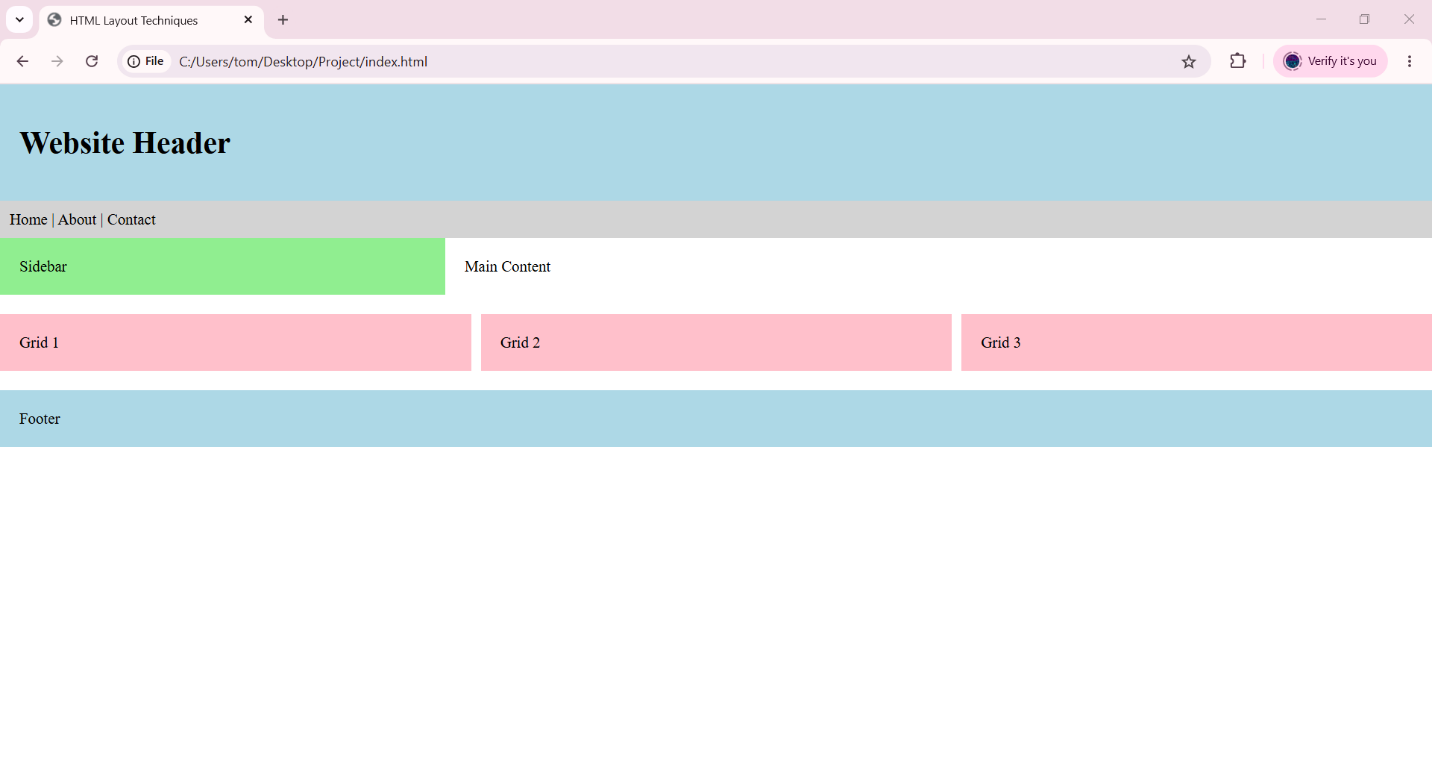 HTML Layout Techniques
File C:/Users/tom/Desktop/Project/index.html Verify it's you
Website Header
Home | About | Contact
Sidebar Main Content
Grid 1 Grid 2 Grid 3
Footer